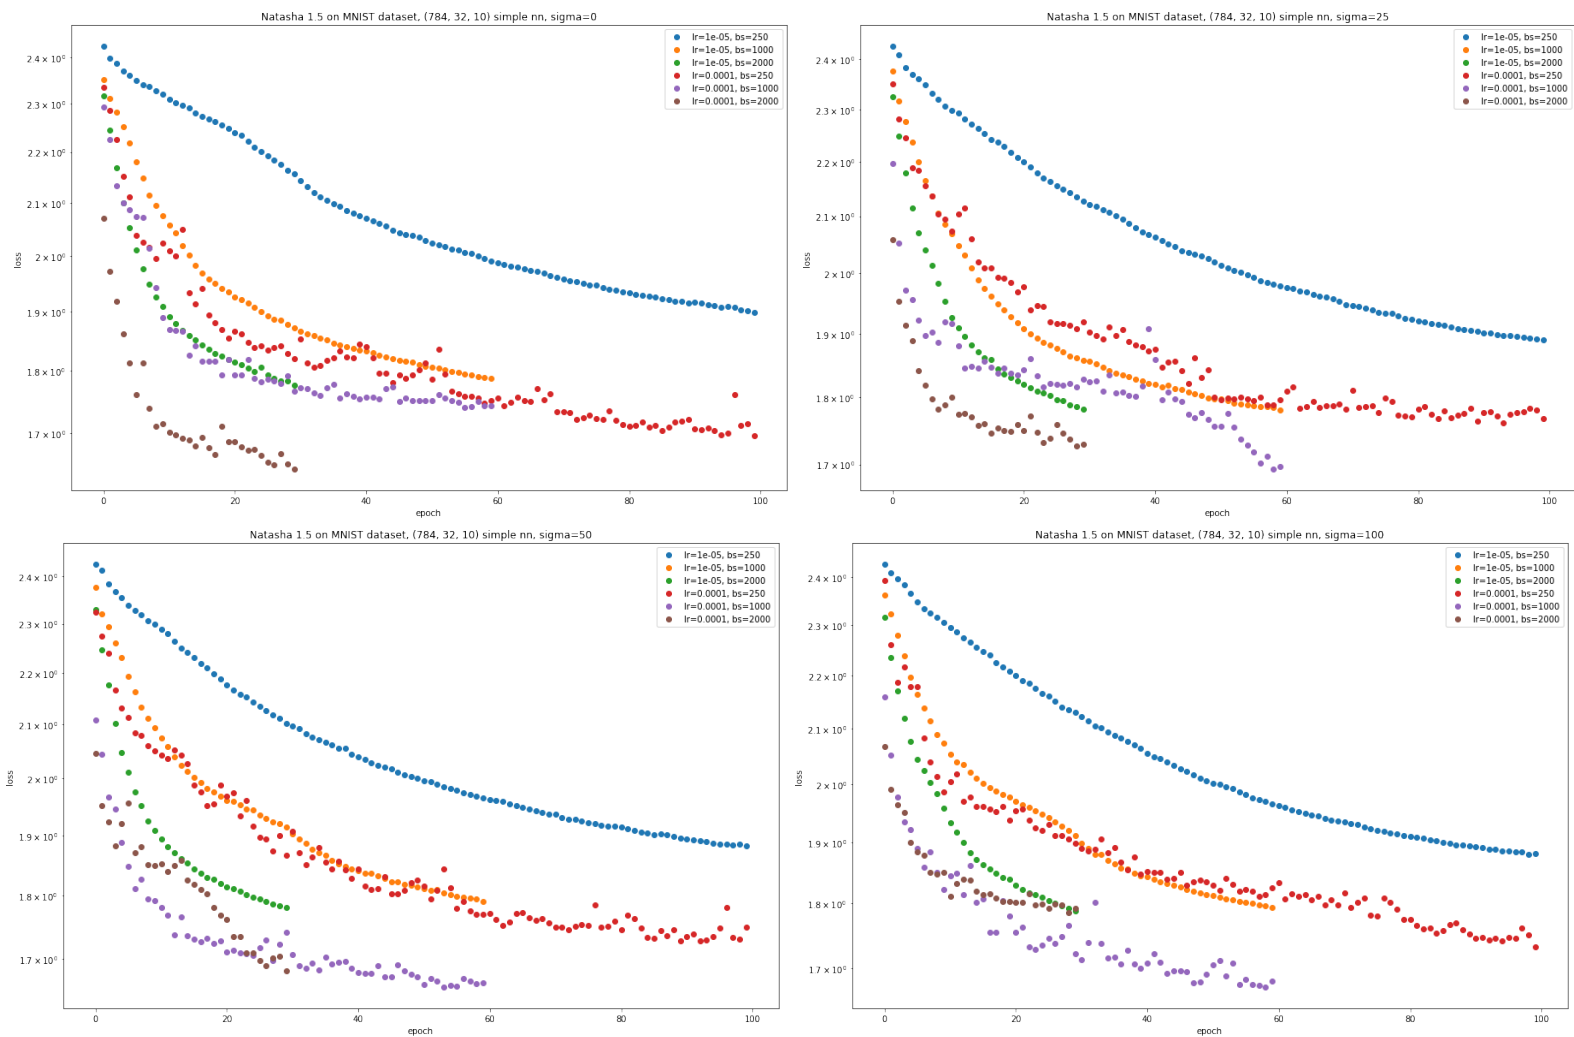 Natasha 1.5 on MNIST dataset, (784, 32, 10) simple nn, sigma=0
lr=1e-05, bs=250
lr=1e-05, bs=1000
lr=1e-05, bs=2000
lr=0.0001, bs=250
lr=0.0001, bs=1000
lr=0.0001, bs=2000
2.4 × 10⁰
2.3 × 10⁰
2.2 × 10⁰
2.1 × 10⁰
2 × 10⁰
1.9 × 10⁰
1.8 × 10⁰
1.7 × 10⁰
loss
0 20 40 60 80 100
epoch
Natasha 1.5 on MNIST dataset, (784, 32, 10) simple nn, sigma=25
lr=1e-05, bs=250
lr=1e-05, bs=1000
lr=1e-05, bs=2000
lr=0.0001, bs=250
lr=0.0001, bs=1000
lr=0.0001, bs=2000
2.4 × 10⁰
2.3 × 10⁰
2.2 × 10⁰
2.1 × 10⁰
2 × 10⁰
1.9 × 10⁰
1.8 × 10⁰
1.7 × 10⁰
loss
0 20 40 60 80 100
epoch
Natasha 1.5 on MNIST dataset, (784, 32, 10) simple nn, sigma=50
lr=1e-05, bs=250
lr=1e-05, bs=1000
lr=1e-05, bs=2000
lr=0.0001, bs=250
lr=0.0001, bs=1000
lr=0.0001, bs=2000
2.4 × 10⁰
2.3 × 10⁰
2.2 × 10⁰
2.1 × 10⁰
2 × 10⁰
1.9 × 10⁰
1.8 × 10⁰
1.7 × 10⁰
loss
0 20 40 60 80 100
epoch
Natasha 1.5 on MNIST dataset, (784, 32, 10) simple nn, sigma=100
lr=1e-05, bs=250
lr=1e-05, bs=1000
lr=1e-05, bs=2000
lr=0.0001, bs=250
lr=0.0001, bs=1000
lr=0.0001, bs=2000
2.4 × 10⁰
2.3 × 10⁰
2.2 × 10⁰
2.1 × 10⁰
2 × 10⁰
1.9 × 10⁰
1.8 × 10⁰
1.7 × 10⁰
loss
0 20 40 60 80 100
epoch